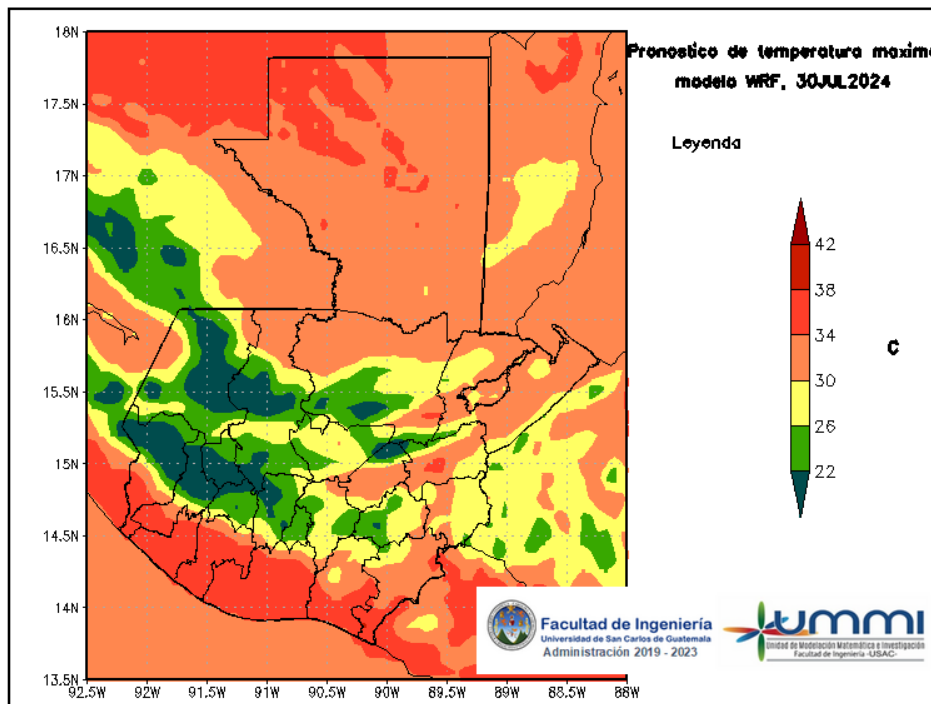 Pronostico de temperatura maxima
modelo WRF, 30JUL2024
Leyenda
18N
17.5N
17N
16.5N
16N
15.5N
15N
14.5N
14N
13.5N
92.5W 92W 91.5W 91W 90.5W 90W 89.5W 89W 88.5W 88W
42
38
34
30
26
22
C
Facultad de Ingeniería
Universidad de San Carlos de Guatemala
Administración 2019 - 2023
ummi
Unidad de Modelación Matemática e Investigación
Facultad de Ingeniería -USAC-